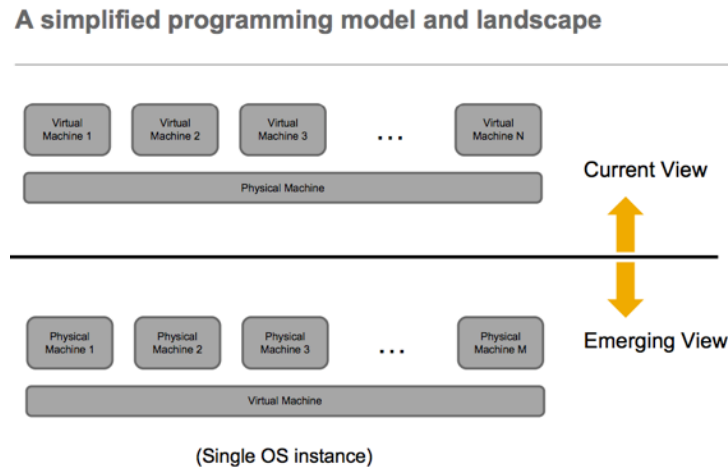 A simplified programming model and landscape
Virtual
Machine 1
Virtual
Machine 2
Virtual
Machine 3
...
Virtual
Machine N
Physical Machine
Current View
Physical
Machine 1
Physical
Machine 2
Physical
Machine 3
...
Physical
Machine M
Emerging View
Virtual Machine
(Single OS instance)